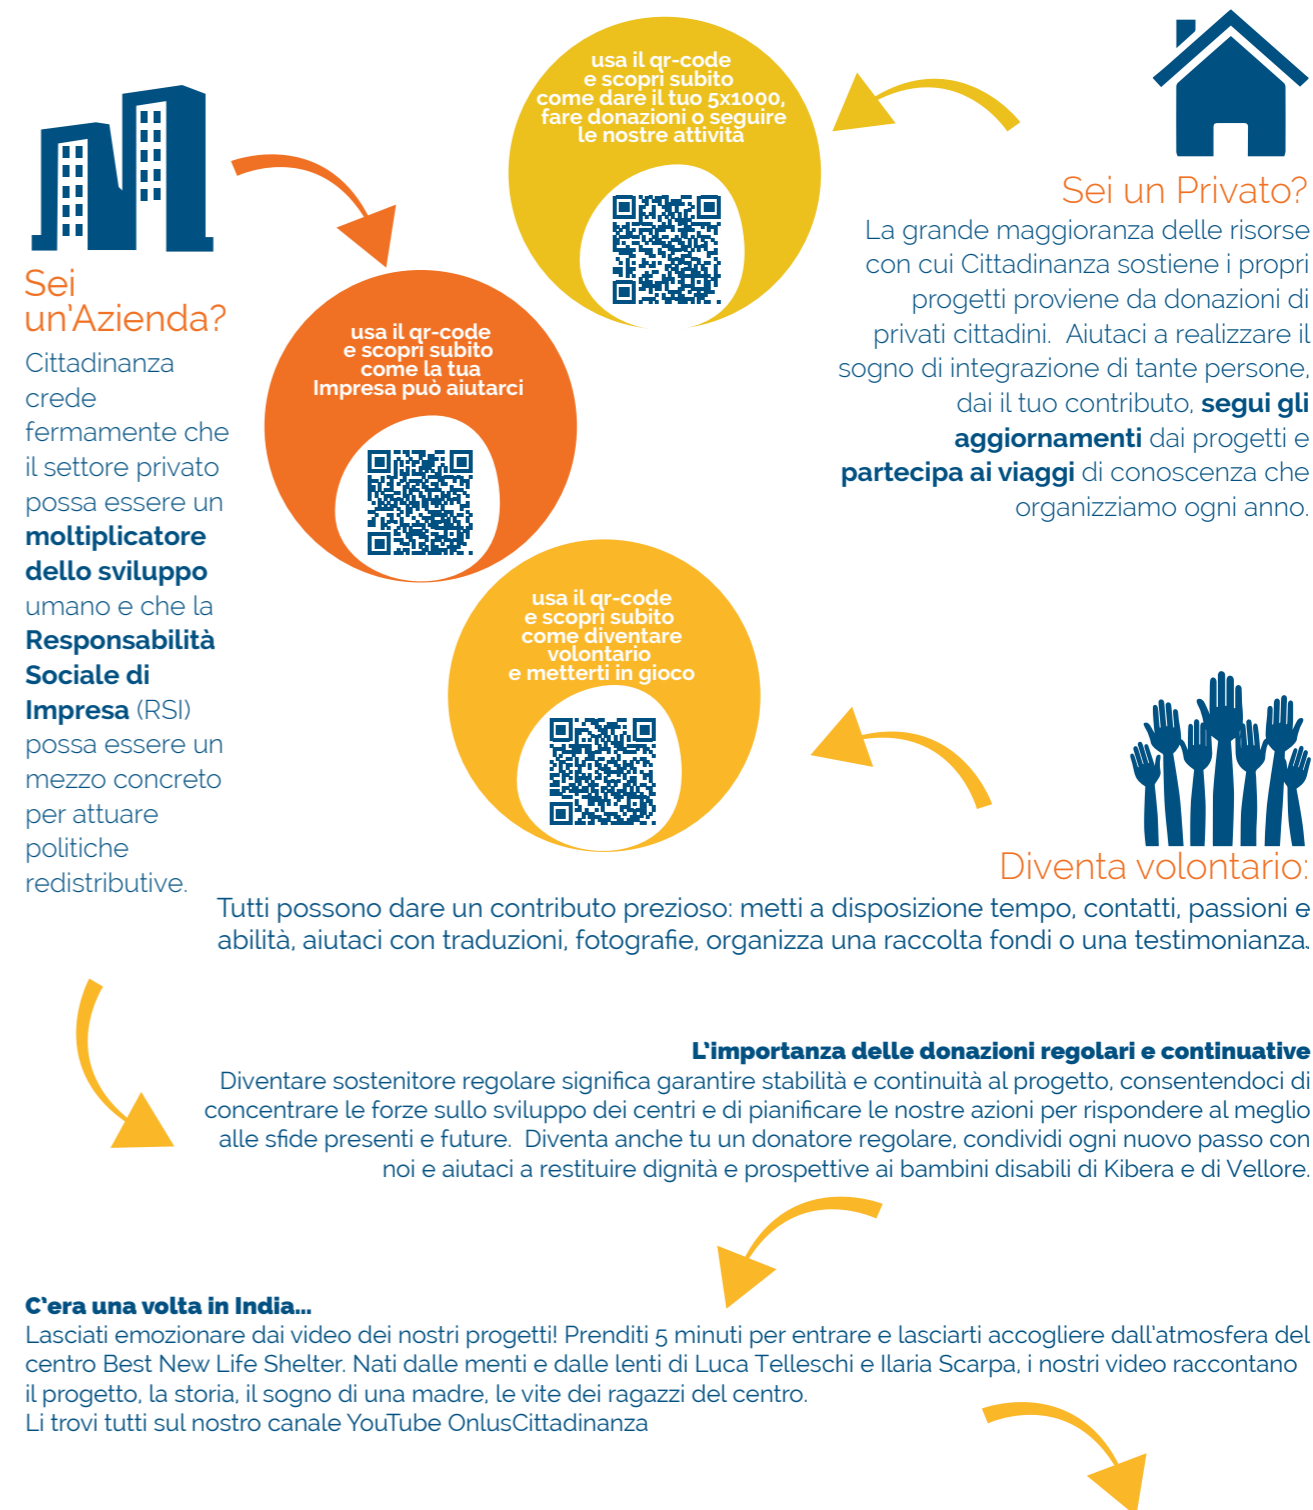 usa il qr-code
e scopri subito
come dare il tuo 5x1000,
fare donazioni o seguire
le nostre attività
Sei un Privato?
La grande maggioranza delle risorse
con cui Cittadinanza sostiene i propri
progetti proviene da donazioni di
privati cittadini. Aiutaci a realizzare il
sogno di integrazione di tante persone,
dai il tuo contributo, segui gli
aggiornamenti dai progetti e
partecipa ai viaggi di conoscenza che
organizziamo ogni anno.
Sei
un'Azienda?
Cittadinanza
crede
fermamente che
il settore privato
possa essere un
moltiplicatore
dello sviluppo
umano e che la
Responsabilità
Sociale di
Impresa (RSI)
possa essere un
mezzo concreto
per attuare
politiche
redistributive.
usa il qr-code
e scopri subito
come la tua
Impresa può aiutarci
usa il qr-code
e scopri subito
come diventare
volontario
e metterti in gioco
Diventa volontario:
Tutti possono dare un contributo prezioso: metti a disposizione tempo, contatti, passioni e
abilità, aiutaci con traduzioni, fotografie, organizza una raccolta fondi o una testimonianza.
L'importanza delle donazioni regolari e continuative
Diventare sostenitore regolare significa garantire stabilità e continuità al progetto, consentendoci di
concentrare le forze sullo sviluppo dei centri e di pianificare le nostre azioni per rispondere al meglio
alle sfide presenti e future. Diventa anche tu un donatore regolare, condividi ogni nuovo passo con
noi e aiutaci a restituire dignità e prospettive ai bambini disabili di Kibera e di Vellore.
C'era una volta in India...
Lasciati emozionare dai video dei nostri progetti! Prenditi 5 minuti per entrare e lasciarti accogliere dall'atmosfera del
centro Best New Life Shelter. Nati dalle menti e dalle lenti di Luca Telleschi e Ilaria Scarpa, i nostri video raccontano
il progetto, la storia, il sogno di una madre, le vite dei ragazzi del centro.
Li trovi tutti sul nostro canale YouTube OnlusCittadinanza